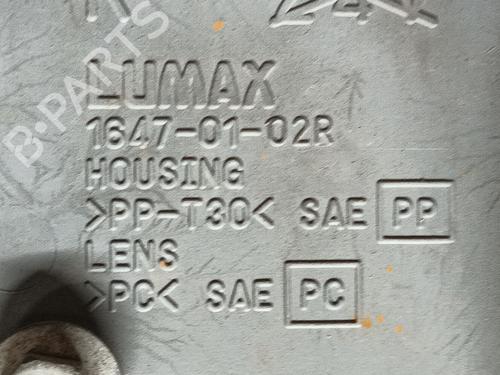 LUMAX
1647-01-02R
HOUSING
>PP-T30< SAE PP
LENS
>PC< SAE PC
B-PARTS